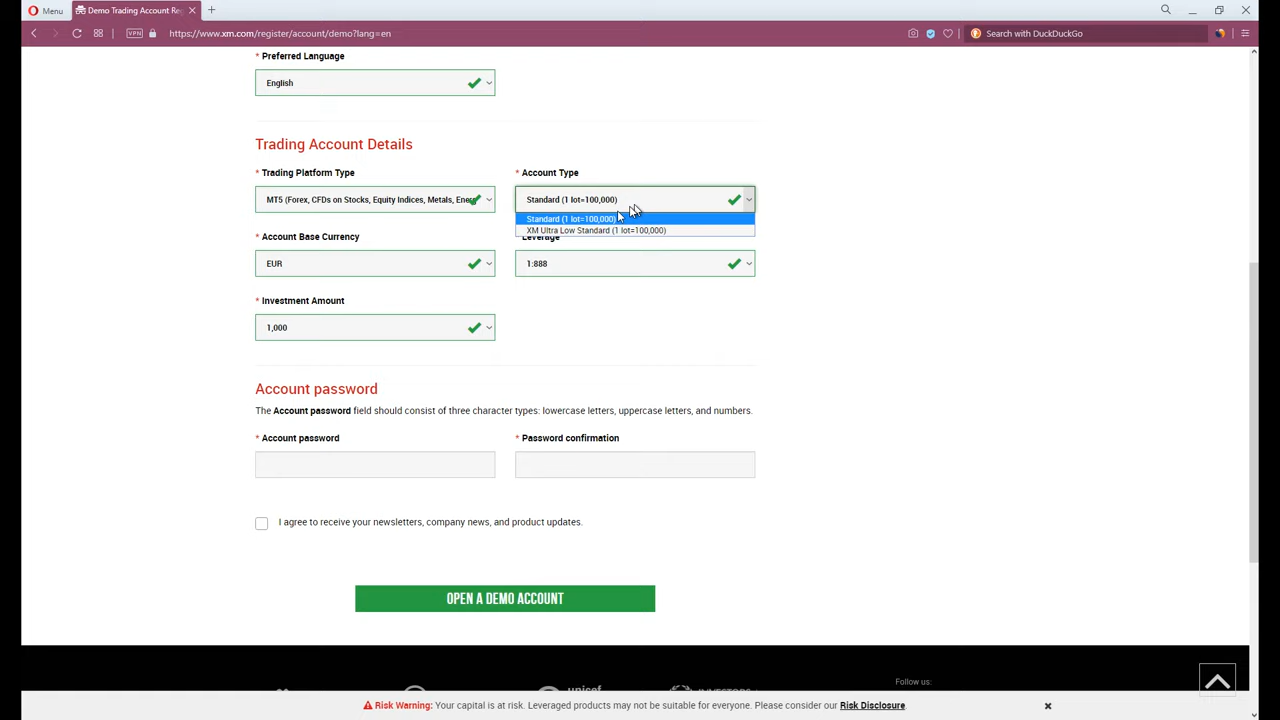 Menu
Demo Trading Account Re
VPN
https://www.xm.com/register/account/demo?lang=en
Search with DuckDuckGo
* Preferred Language
English
Trading Account Details
* Trading Platform Type
* Account Type
MT5 (Forex, CFDs on Stocks, Equity Indices, Metals, Ener
Standard (1 lot=100,000)
Standard (1 lot=100,000)
XM Ultra Low Standard (1 lot=100,000)
* Account Base Currency
Leverage
EUR
1:888
* Investment Amount
1,000
Account password
The Account password field should consist of three character types: lowercase letters, uppercase letters, and numbers.
* Account password
* Password confirmation
I agree to receive your newsletters, company news, and product updates.
OPEN A DEMO ACCOUNT
Follow us:
unicef
Risk Warning: Your capital is at risk. Leveraged products may not be suitable for everyone. Please consider our Risk Disclosure.